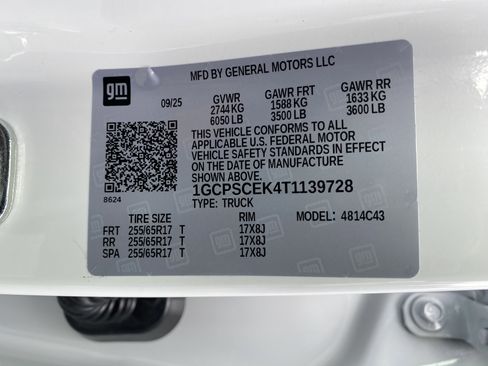 gm
MFD BY GENERAL MOTORS LLC
09/25 GVWR GAWR FRT GAWR RR
2744 KG 1588 KG 1633 KG
6050 LB 3500 LB 3600 LB
THIS VEHICLE CONFORMS TO ALL
APPLICABLE U.S. FEDERAL MOTOR
VEHICLE SAFETY STANDARDS IN EFFECT
ON THE DATE OF MANUFACTURE
SHOWN ABOVE.
8624 1GCPSCEK4T1139728
TYPE: TRUCK
TIRE SIZE RIM MODEL: 4814C43
FRT 255/65R17 T 17X8J
RR 255/65R17 T 17X8J
SPA 255/65R17 T 17X8J